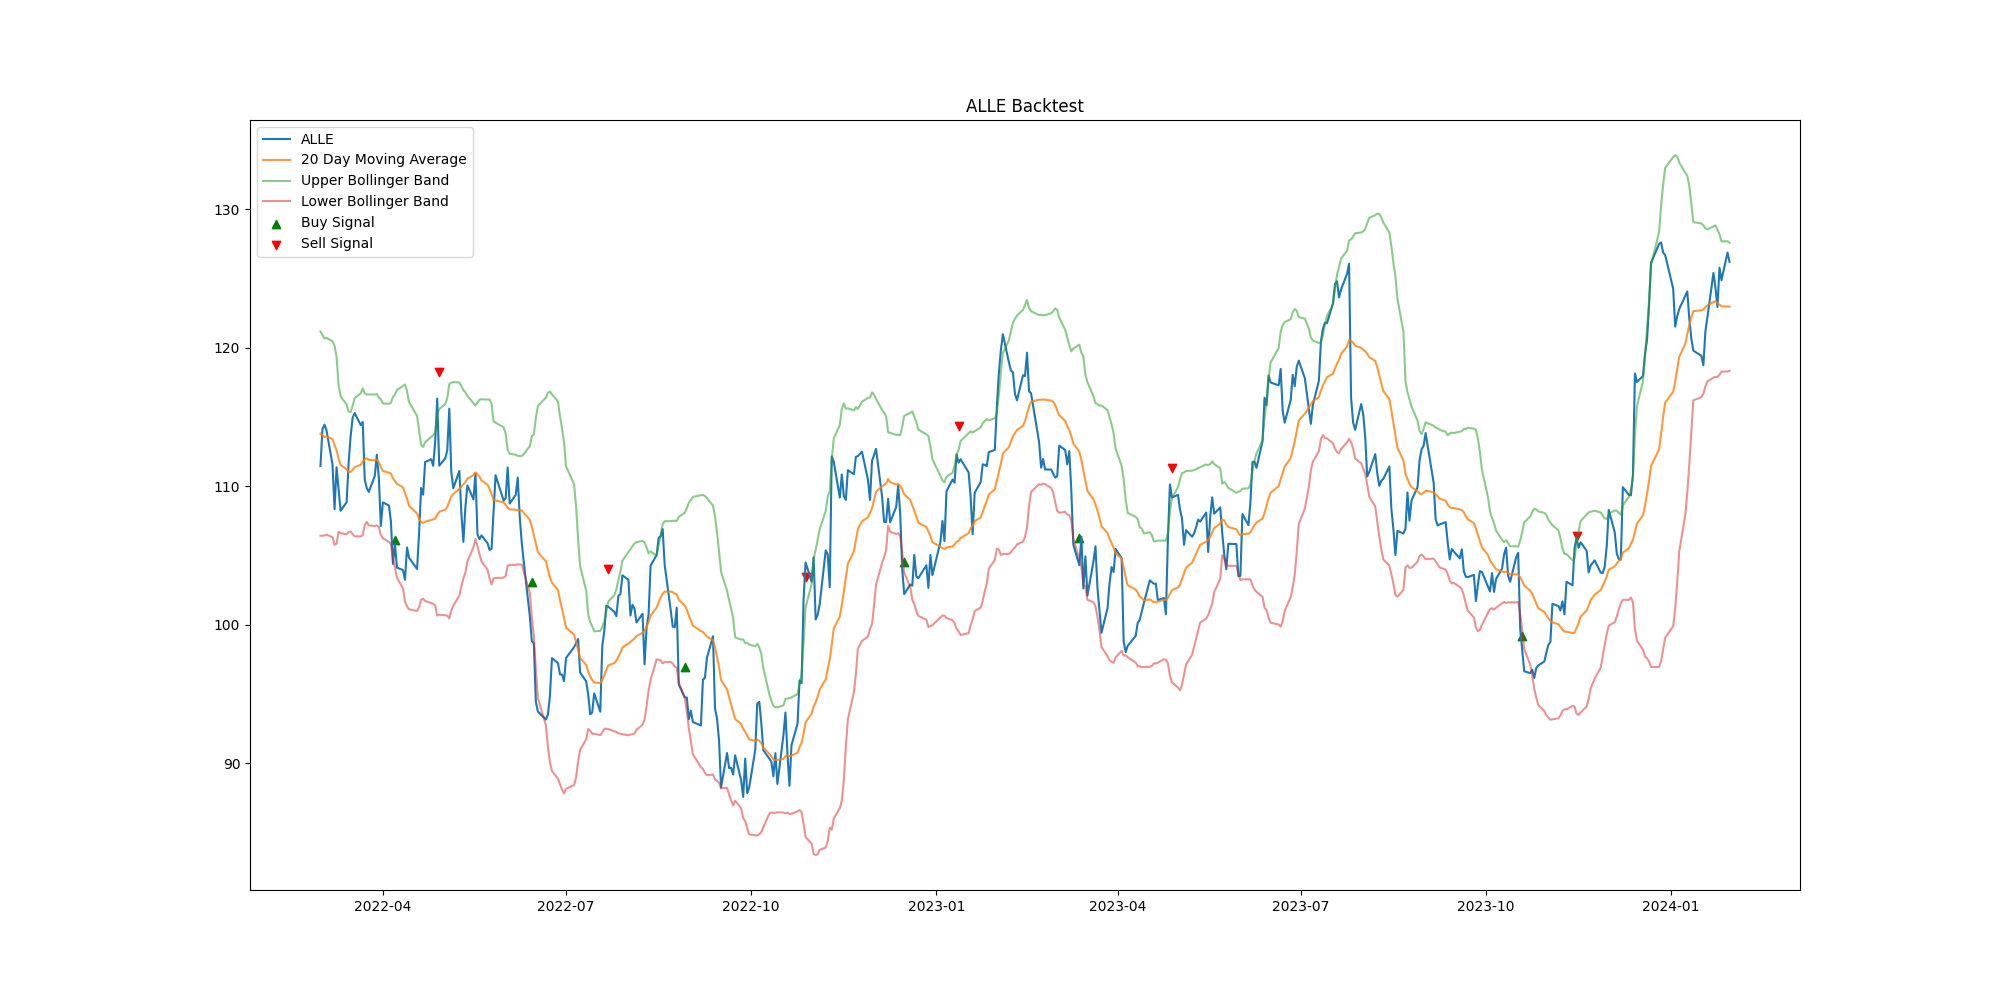 ALLE Backtest
ALLE
20 Day Moving Average
Upper Bollinger Band
Lower Bollinger Band
Buy Signal
Sell Signal
130
120
110
100
90
2022-04 2022-07 2022-10 2023-01 2023-04 2023-07 2023-10 2024-01